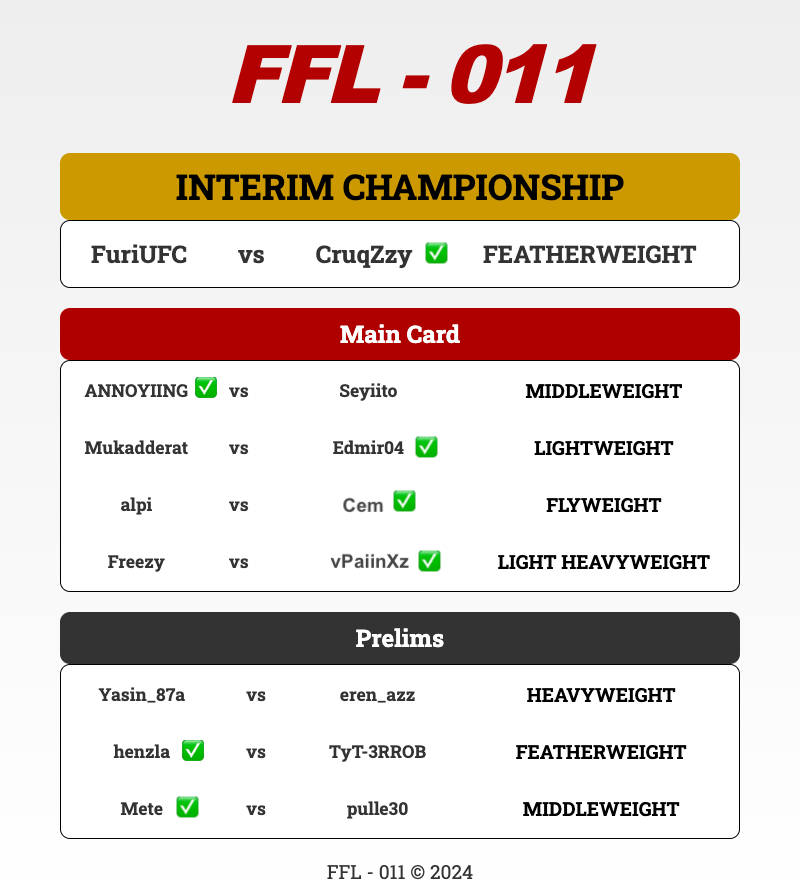 FFL - 011
INTERIM CHAMPIONSHIP
FuriUFC vs CruqZzy ✅ FEATHERWEIGHT
Main Card
ANNOYIING ✅ vs Seyiito MIDDLEWEIGHT
Mukadderat vs Edmir04 ✅ LIGHTWEIGHT
alpi vs Cem ✅ FLYWEIGHT
Freezy vs vPaiinXz ✅ LIGHT HEAVYWEIGHT
Prelims
Yasin_87a vs eren_azz HEAVYWEIGHT
henzla ✅ vs TyT-3RROB FEATHERWEIGHT
Mete ✅ vs pulle30 MIDDLEWEIGHT
FFL - 011 © 2024